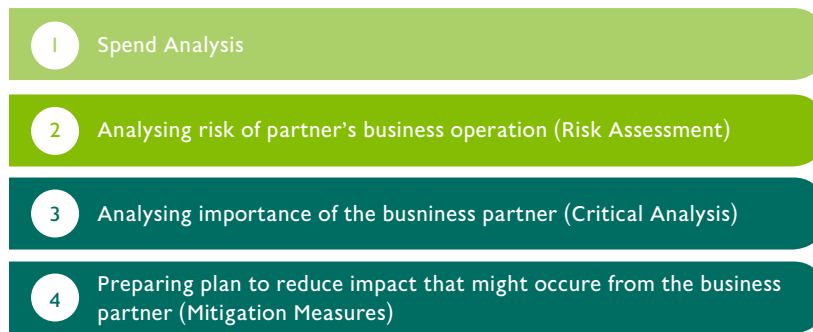 1 Spend Analysis
2 Analysing risk of partner's business operation (Risk Assessment)
3 Analysing importance of the busniness partner (Critical Analysis)
4 Preparing plan to reduce impact that might occure from the business
partner (Mitigation Measures)